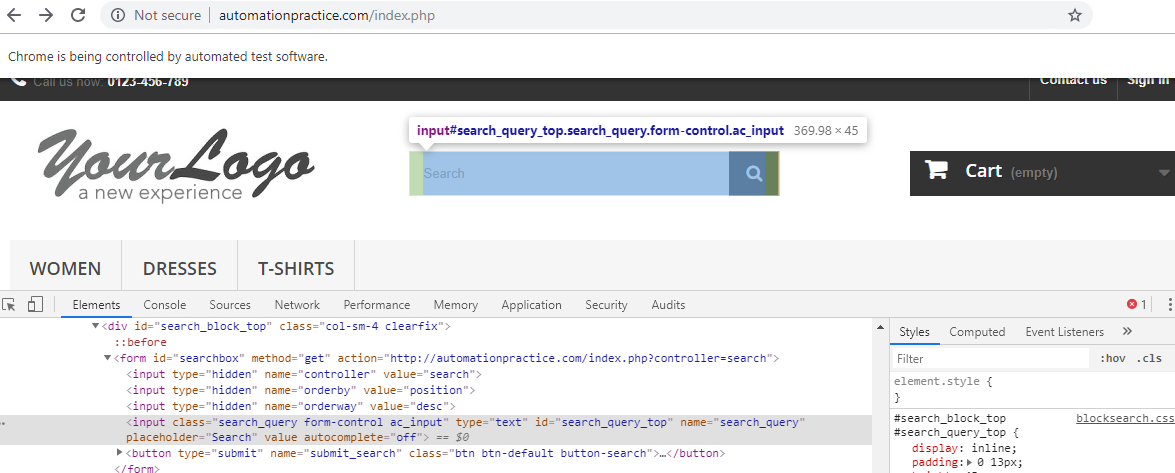 Not secure | automationpractice.com/index.php
Chrome is being controlled by automated test software.
Call us now: 0123-456-789
Contact us Sign in
input#search_query_top.search_query.form-control.ac_input 369.98 × 45
YourLogo
a new experience
Search
Cart (empty)
WOMEN DRESSES T-SHIRTS
Elements Console Sources Network Performance Memory Application Security Audits 1
<div id="search_block_top" class="col-sm-4 clearfix">
::before
<form id="searchbox" method="get" action="http://automationpractice.com/index.php?controller=search">
<input type="hidden" name="controller" value="search">
<input type="hidden" name="orderby" value="position">
<input type="hidden" name="orderway" value="desc">
<input class="search_query form-control ac_input" type="text" id="search_query_top" name="search_query"
placeholder="Search" value autocomplete="off"> == $0
<button type="submit" name="submit_search" class="btn btn-default button-search">…</button>
</form>
Styles Computed Event Listeners »
Filter :hov .cls
element.style {
}
#search_block_top blocksearch.css
#search_query_top {
display: inline;
padding: 0 13px;